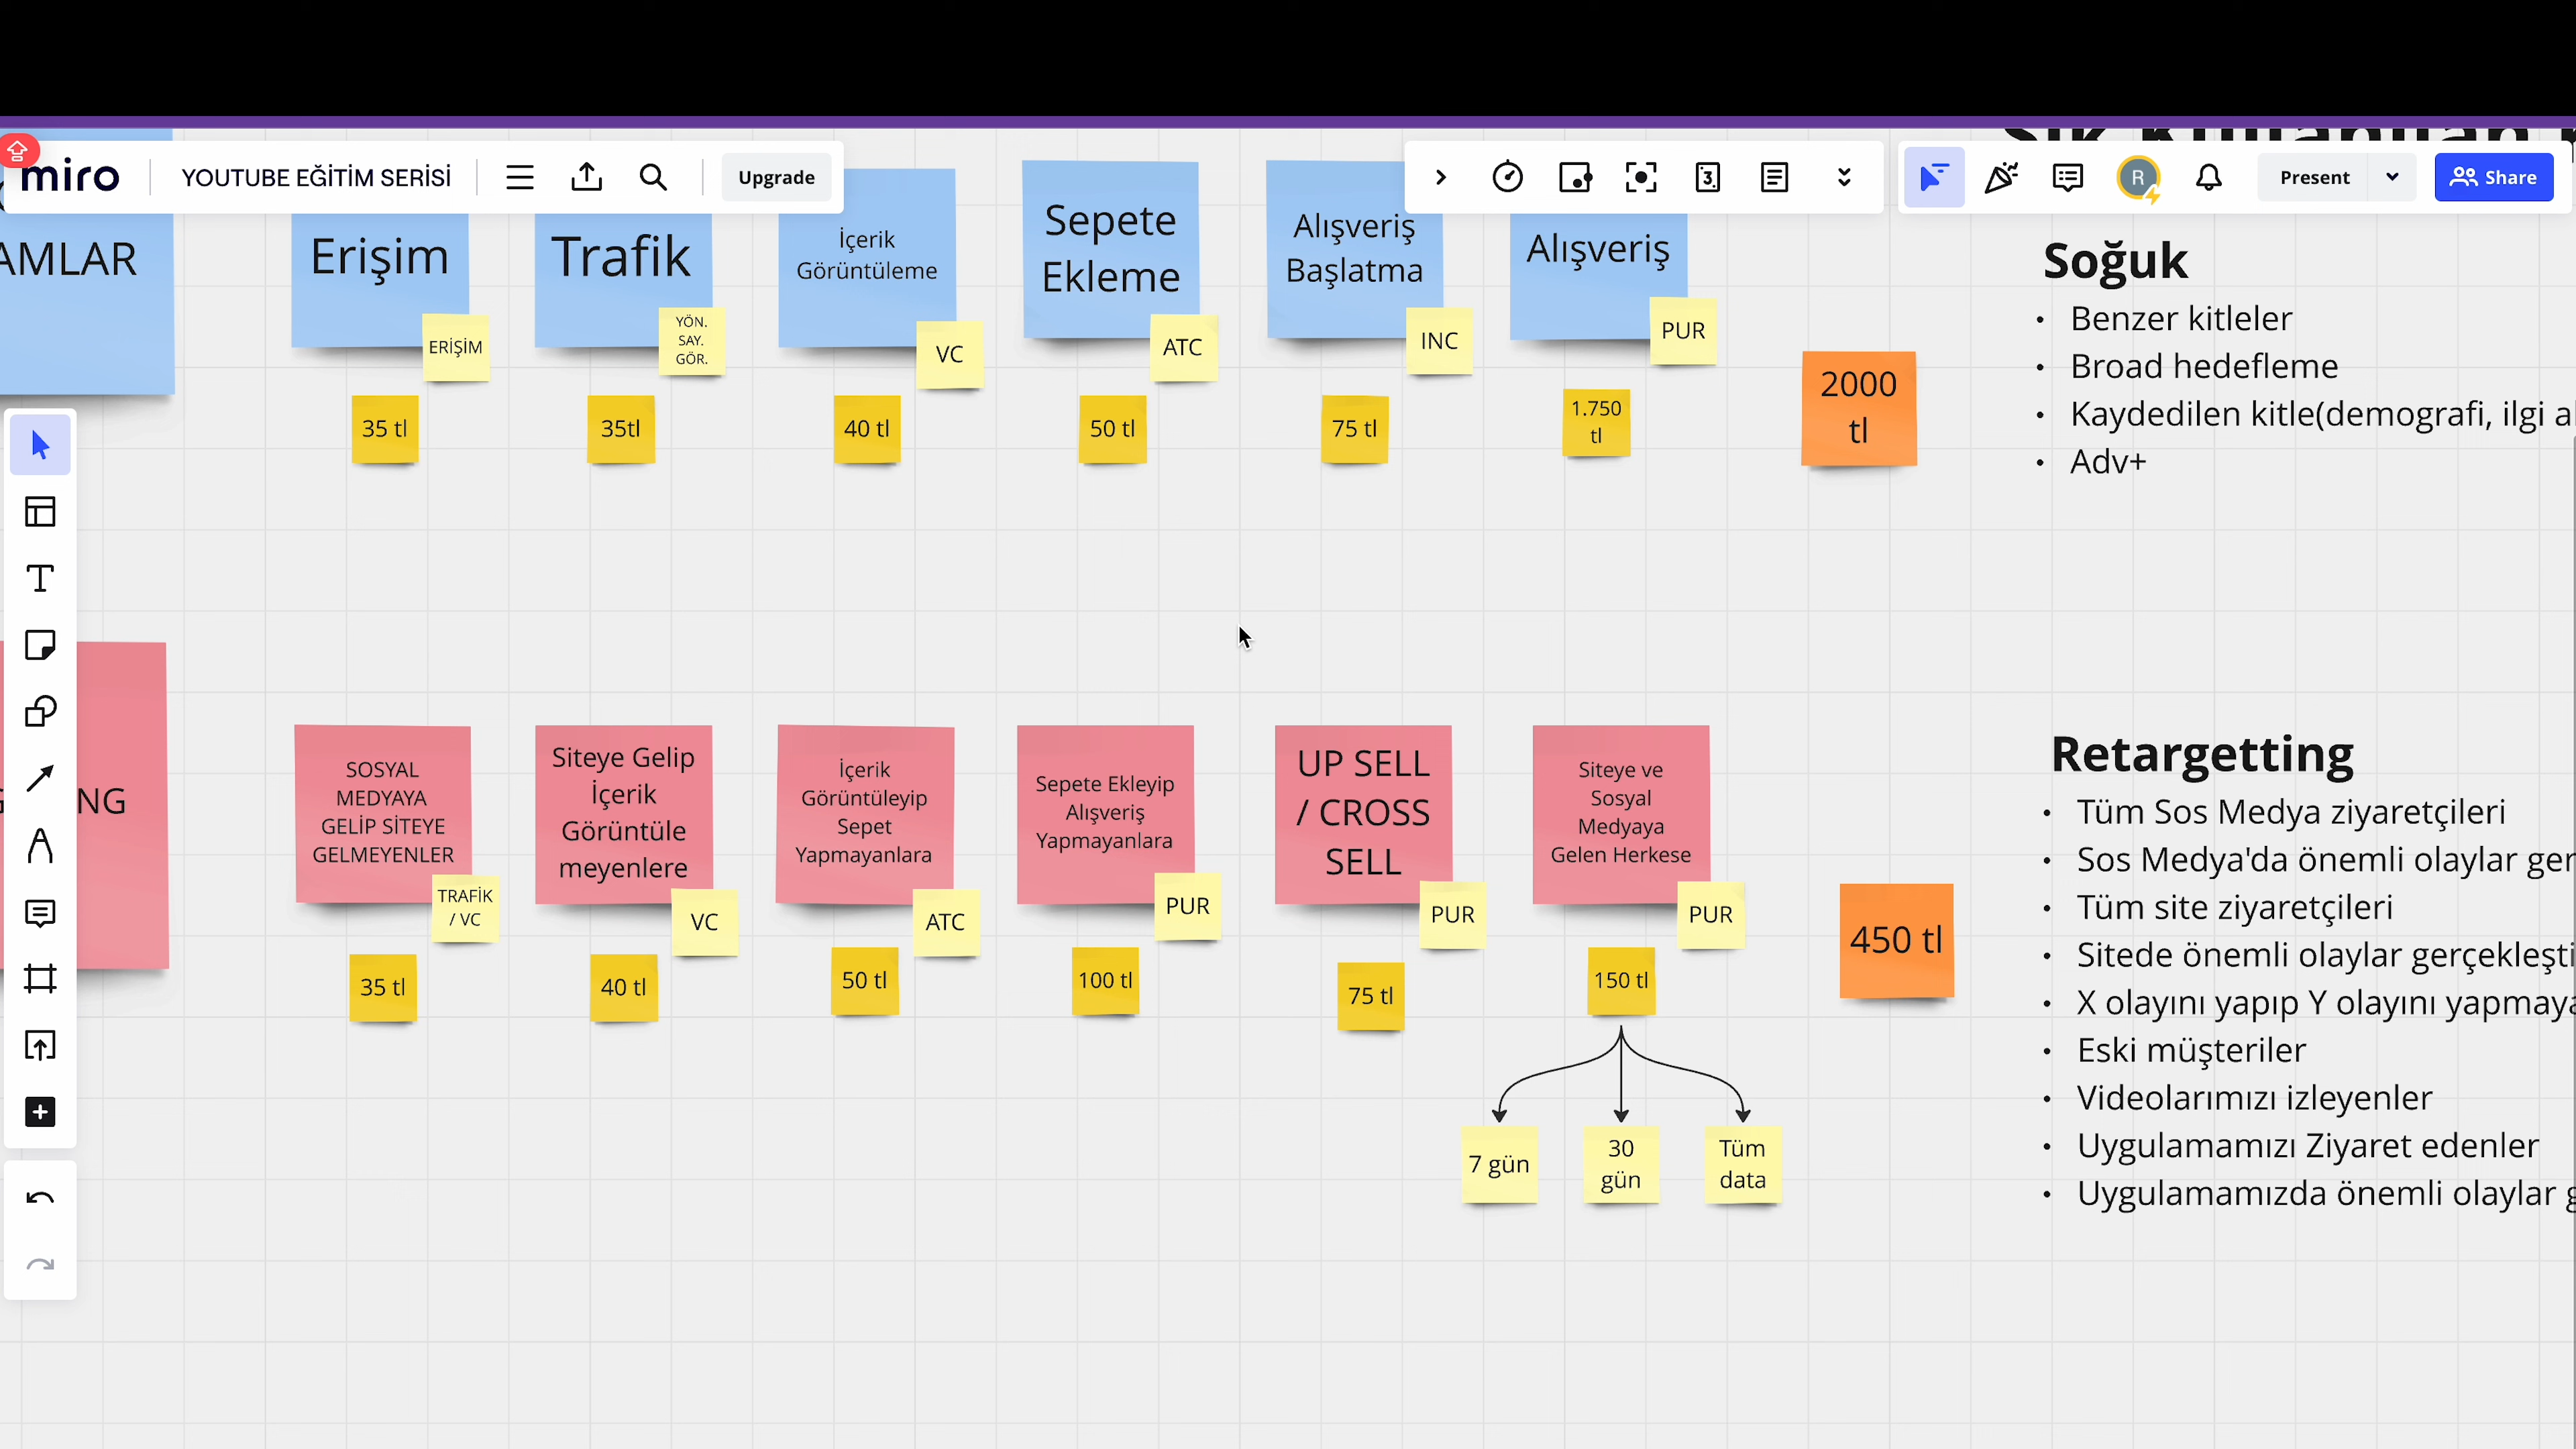 miro
YOUTUBE EĞİTİM SERİSİ
Upgrade
R
Present
Share
AMLAR
Erişim
ERİŞİM
35 tl
Trafik
YÖN.
SAY.
GÖR.
35tl
İçerik
Görüntüleme
VC
40 tl
Sepete
Ekleme
ATC
50 tl
Alışveriş
Başlatma
INC
75 tl
Alışveriş
PUR
1.750
tl
2000
tl
Soğuk
• Benzer kitleler
• Broad hedefleme
• Kaydedilen kitle(demografi, ilgi a
• Adv+
NG
SOSYAL
MEDYAYA
GELİP SİTEYE
GELMEYENLER
TRAFİK
/ VC
35 tl
Siteye Gelip
İçerik
Görüntüle
meyenlere
VC
40 tl
İçerik
Görüntüleyip
Sepet
Yapmayanlara
ATC
50 tl
Sepete Ekleyip
Alışveriş
Yapmayanlara
PUR
100 tl
UP SELL
/ CROSS
SELL
PUR
75 tl
Siteye ve
Sosyal
Medyaya
Gelen Herkese
PUR
150 tl
7 gün
30
gün
Tüm
data
450 tl
Retargetting
• Tüm Sos Medya ziyaretçileri
• Sos Medya'da önemli olaylar ger
• Tüm site ziyaretçileri
• Sitede önemli olaylar gerçekleşti
• X olayını yapıp Y olayını yapmaya
• Eski müşteriler
• Videolarımızı izleyenler
• Uygulamamızı Ziyaret edenler
• Uygulamamızda önemli olaylar g